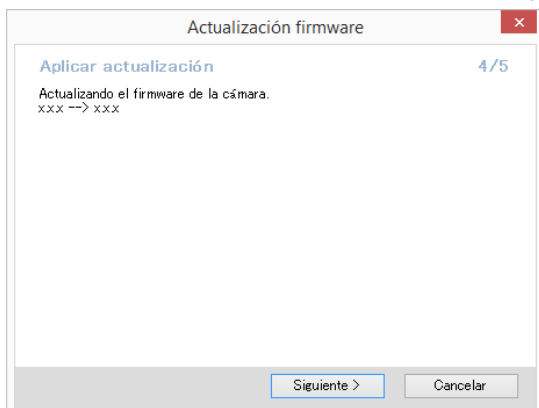 Actualización firmware
Aplicar actualización 4/5
Actualizando el firmware de la cámara.
xxx --> xxx
Siguiente >
Cancelar